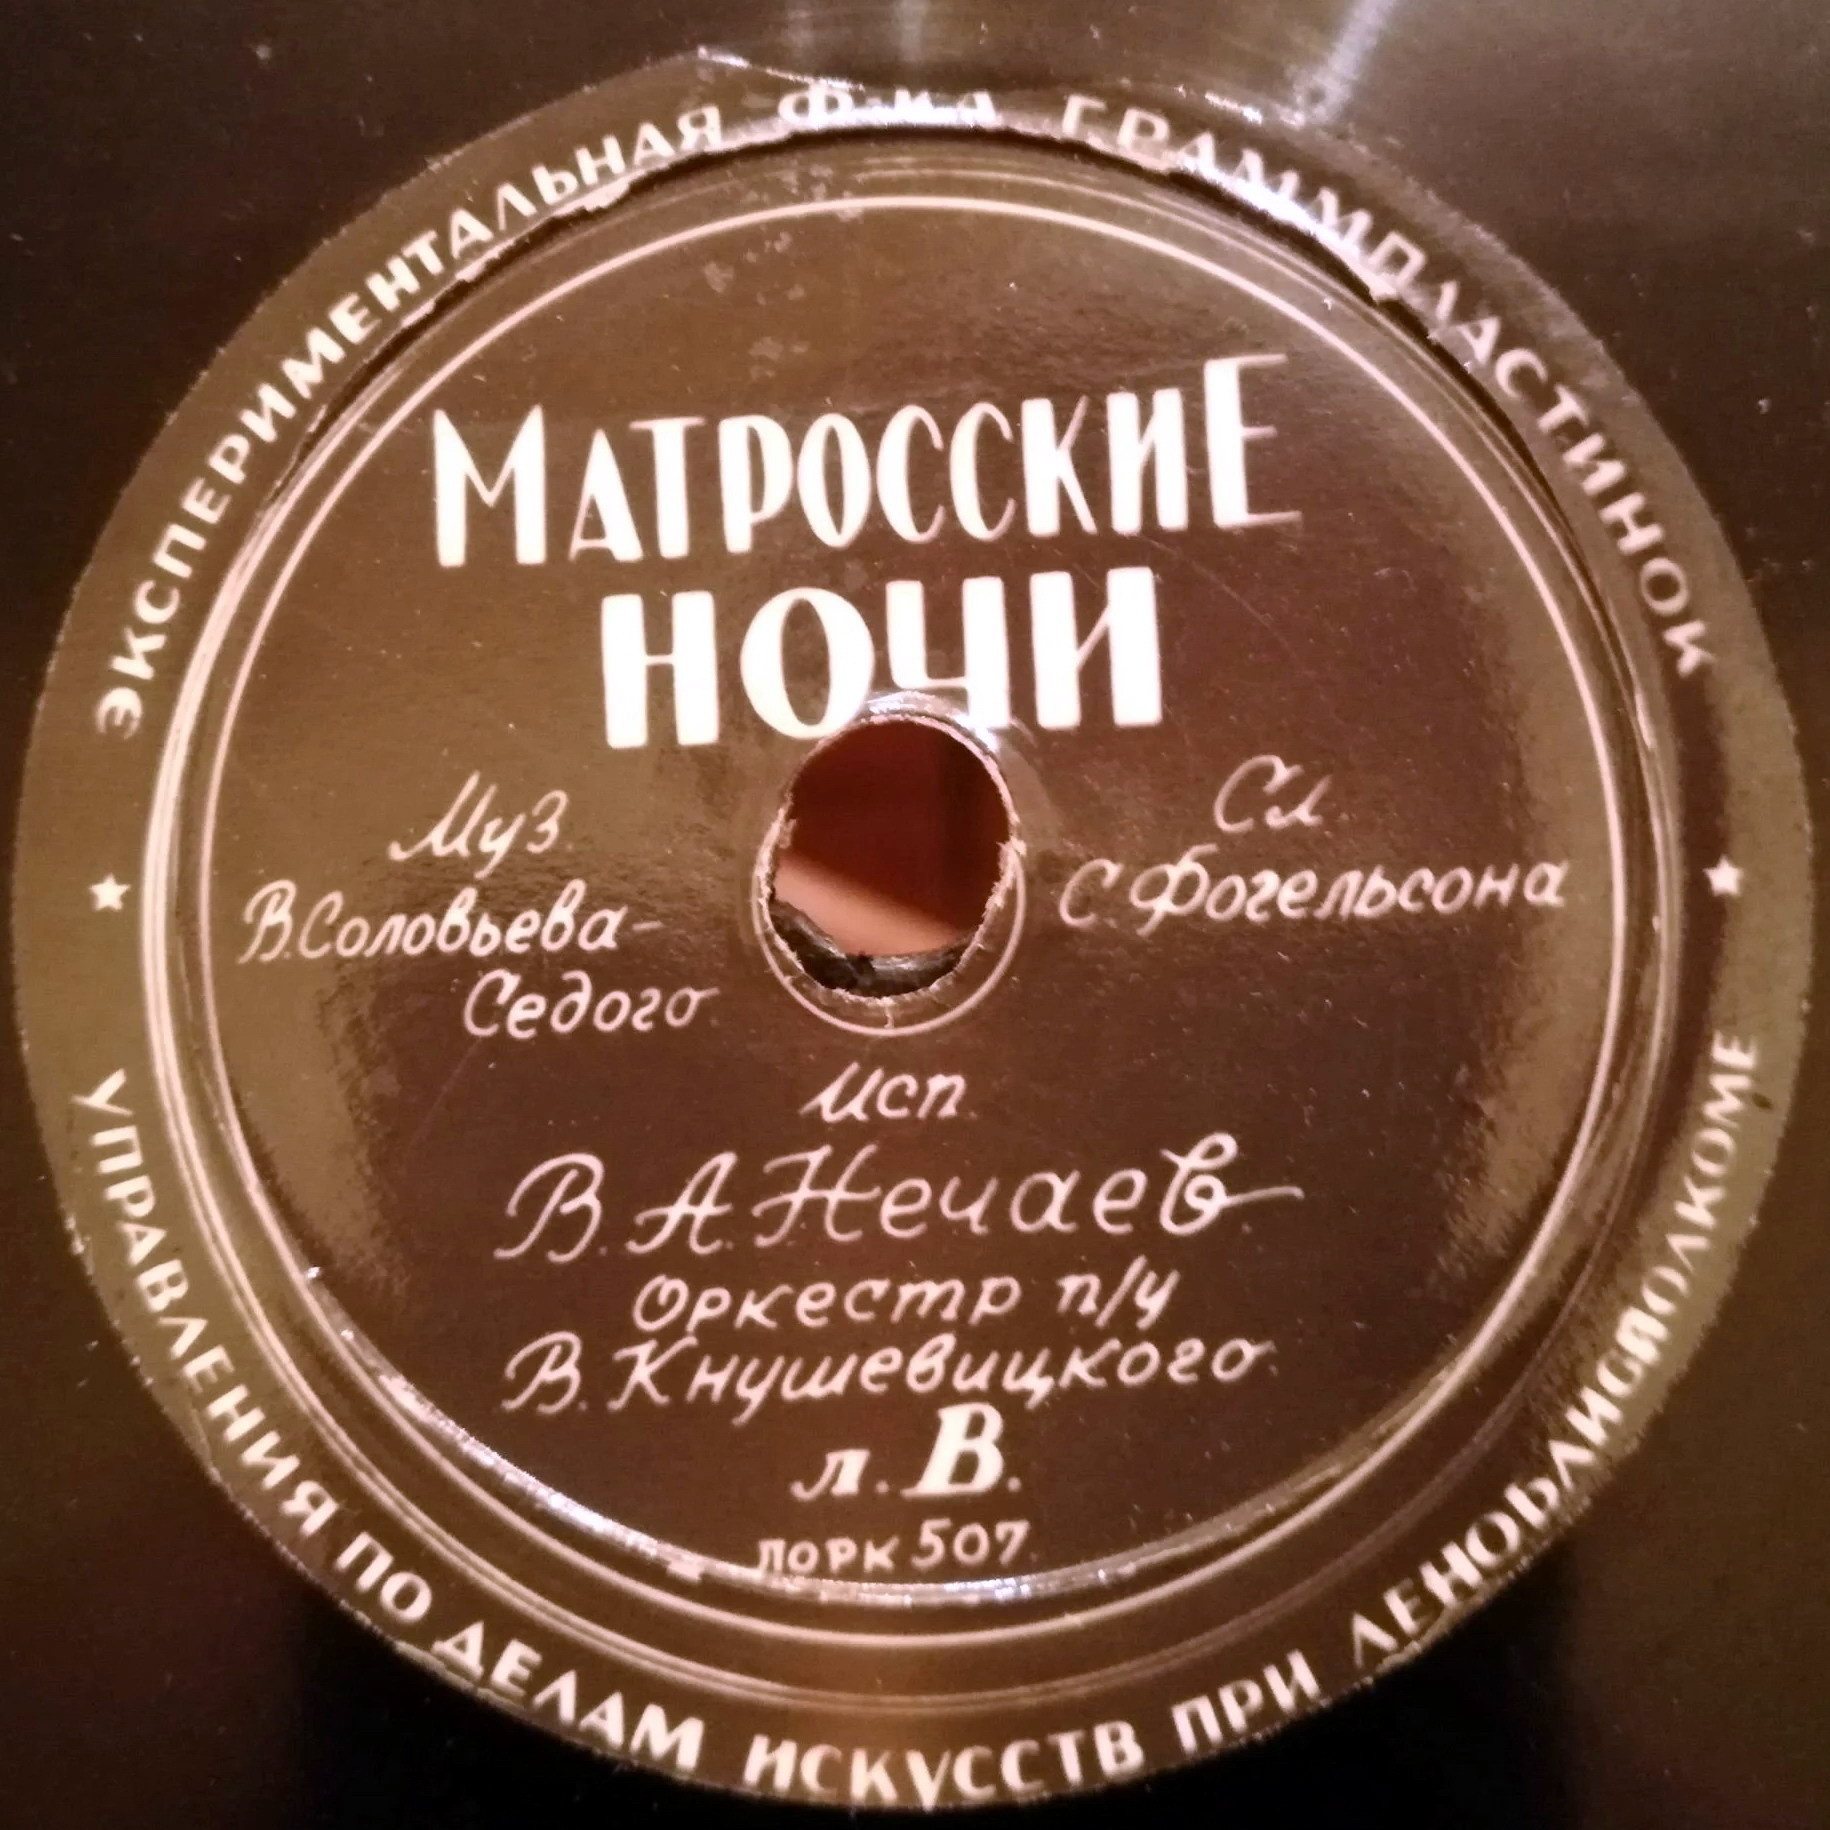 ЭКСПЕРИМЕНТАЛЬНАЯ Ф-КА ГРАММПЛАСТИНОК
МАТРОССКИЕ
НОЧИ
Муз.
В. Соловьева-
Седого
Сл.
С. Фогельсона
Исп.
В. А. Нечаев
Оркестр п/у
В. Кнушевицкого
л. В.
ЛОРК 507.
УПРАВЛЕНИЯ ПО ДЕЛАМ ИСКУССТВ ПРИ ЛЕНОБЛИСПОЛКОМЕ